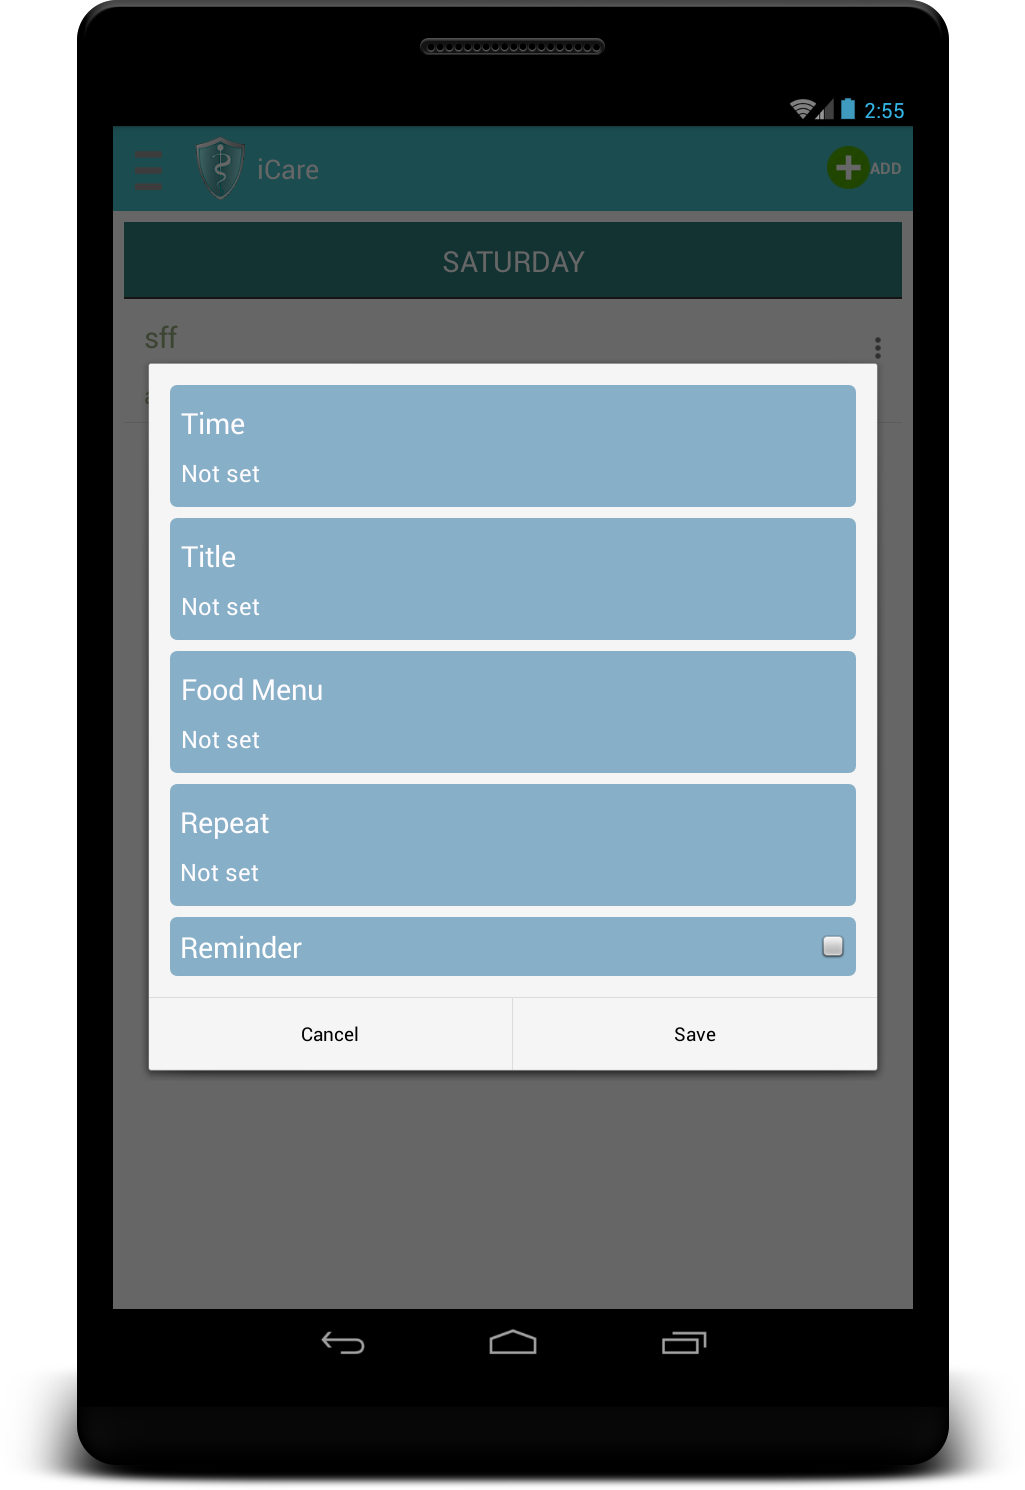 2:55
iCare
ADD
SATURDAY
sff
Time
Not set
Title
Not set
Food Menu
Not set
Repeat
Not set
Reminder
Cancel
Save